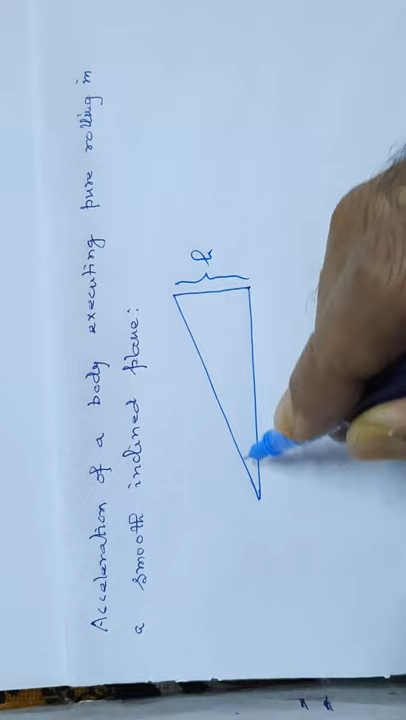 Acceleration of a body executing pure rolling in
a smooth inclined plane:
h